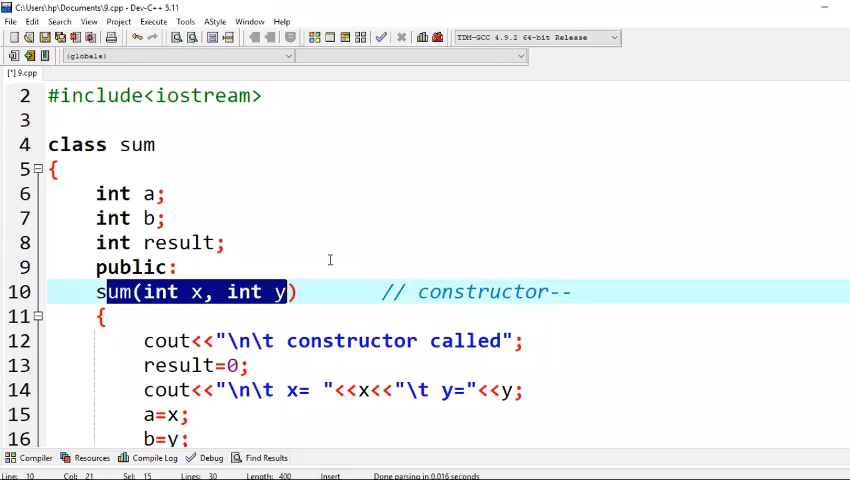 C:\Users\hp\Documents\9.cpp - Dev-C++ 5.11
File Edit Search View Project Execute Tools AStyle Window Help
TDM-GCC 4.9.2 64-bit Release
(globals)
[*] 9.cpp
2 #include<iostream>
3
4 class sum
5 {
6 int a;
7 int b;
8 int result;
9 public:
10 sum(int x, int y) // constructor--
11 {
12 cout<<"\n\t constructor called";
13 result=0;
14 cout<<"\n\t x= "<<x<<"\t y="<<y;
15 a=x;
16 b=y;
Compiler Resources Compile Log Debug Find Results
Line: 10 Col: 21 Sel: 15 Lines: 30 Length: 400 Insert Done parsing in 0.016 seconds